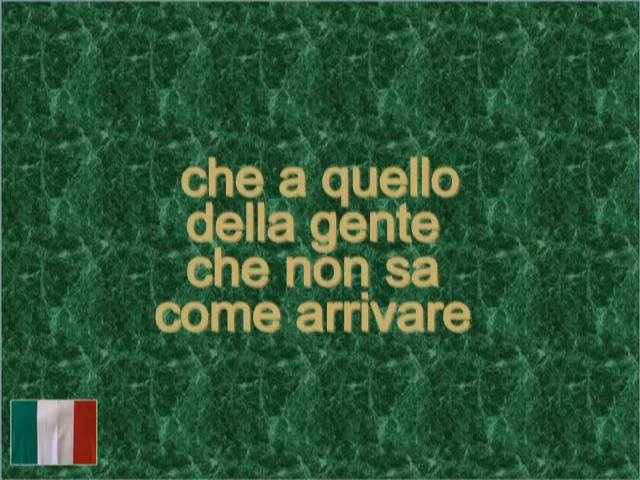 che a quello
della gente
che non sa
come arrivare